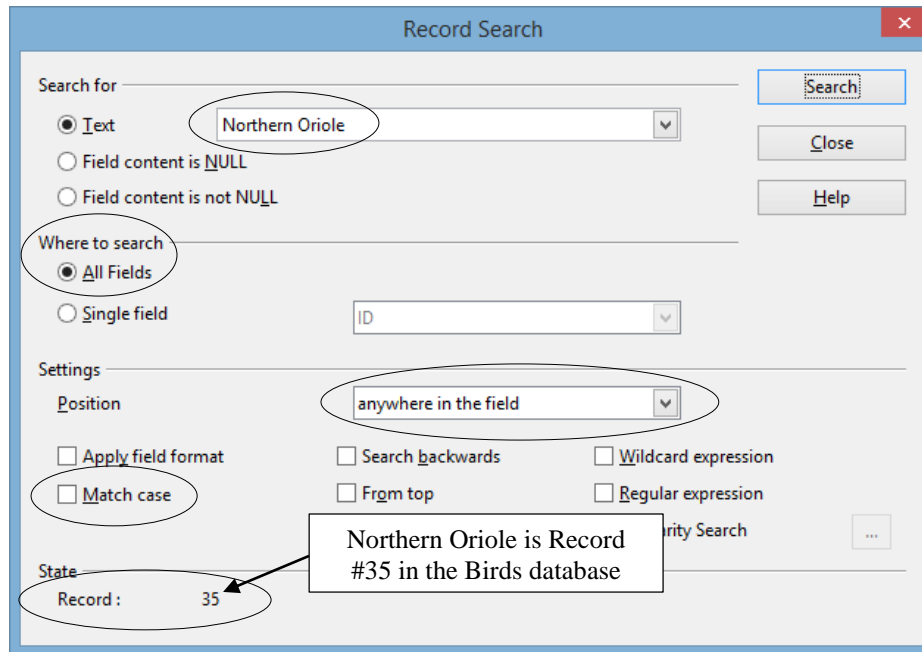 Record Search
Search for
Search
Text
Northern Oriole
Close
Field content is NULL
Field content is not NULL
Help
Where to search
All Fields
Single field
ID
Settings
Position
anywhere in the field
Apply field format
Search backwards
Wildcard expression
Match case
From top
Regular expression
Search
...
Northern Oriole is Record
#35 in the Birds database
State
Record :
35